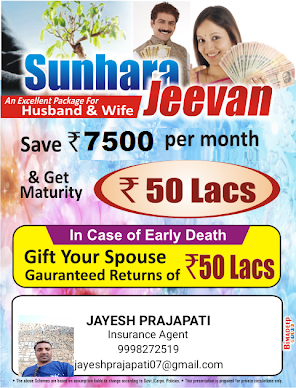 Sunhara
Jeevan
An Excellent Package For
Husband & Wife
Save ₹7500 per month
& Get
Maturity
₹ 50 Lacs
In Case of Early Death
Gift Your Spouse
Gauranteed Returns of
₹50 Lacs
JAYESH PRAJAPATI
Insurance Agent
9998272519
jayeshprajapati07@gmail.com